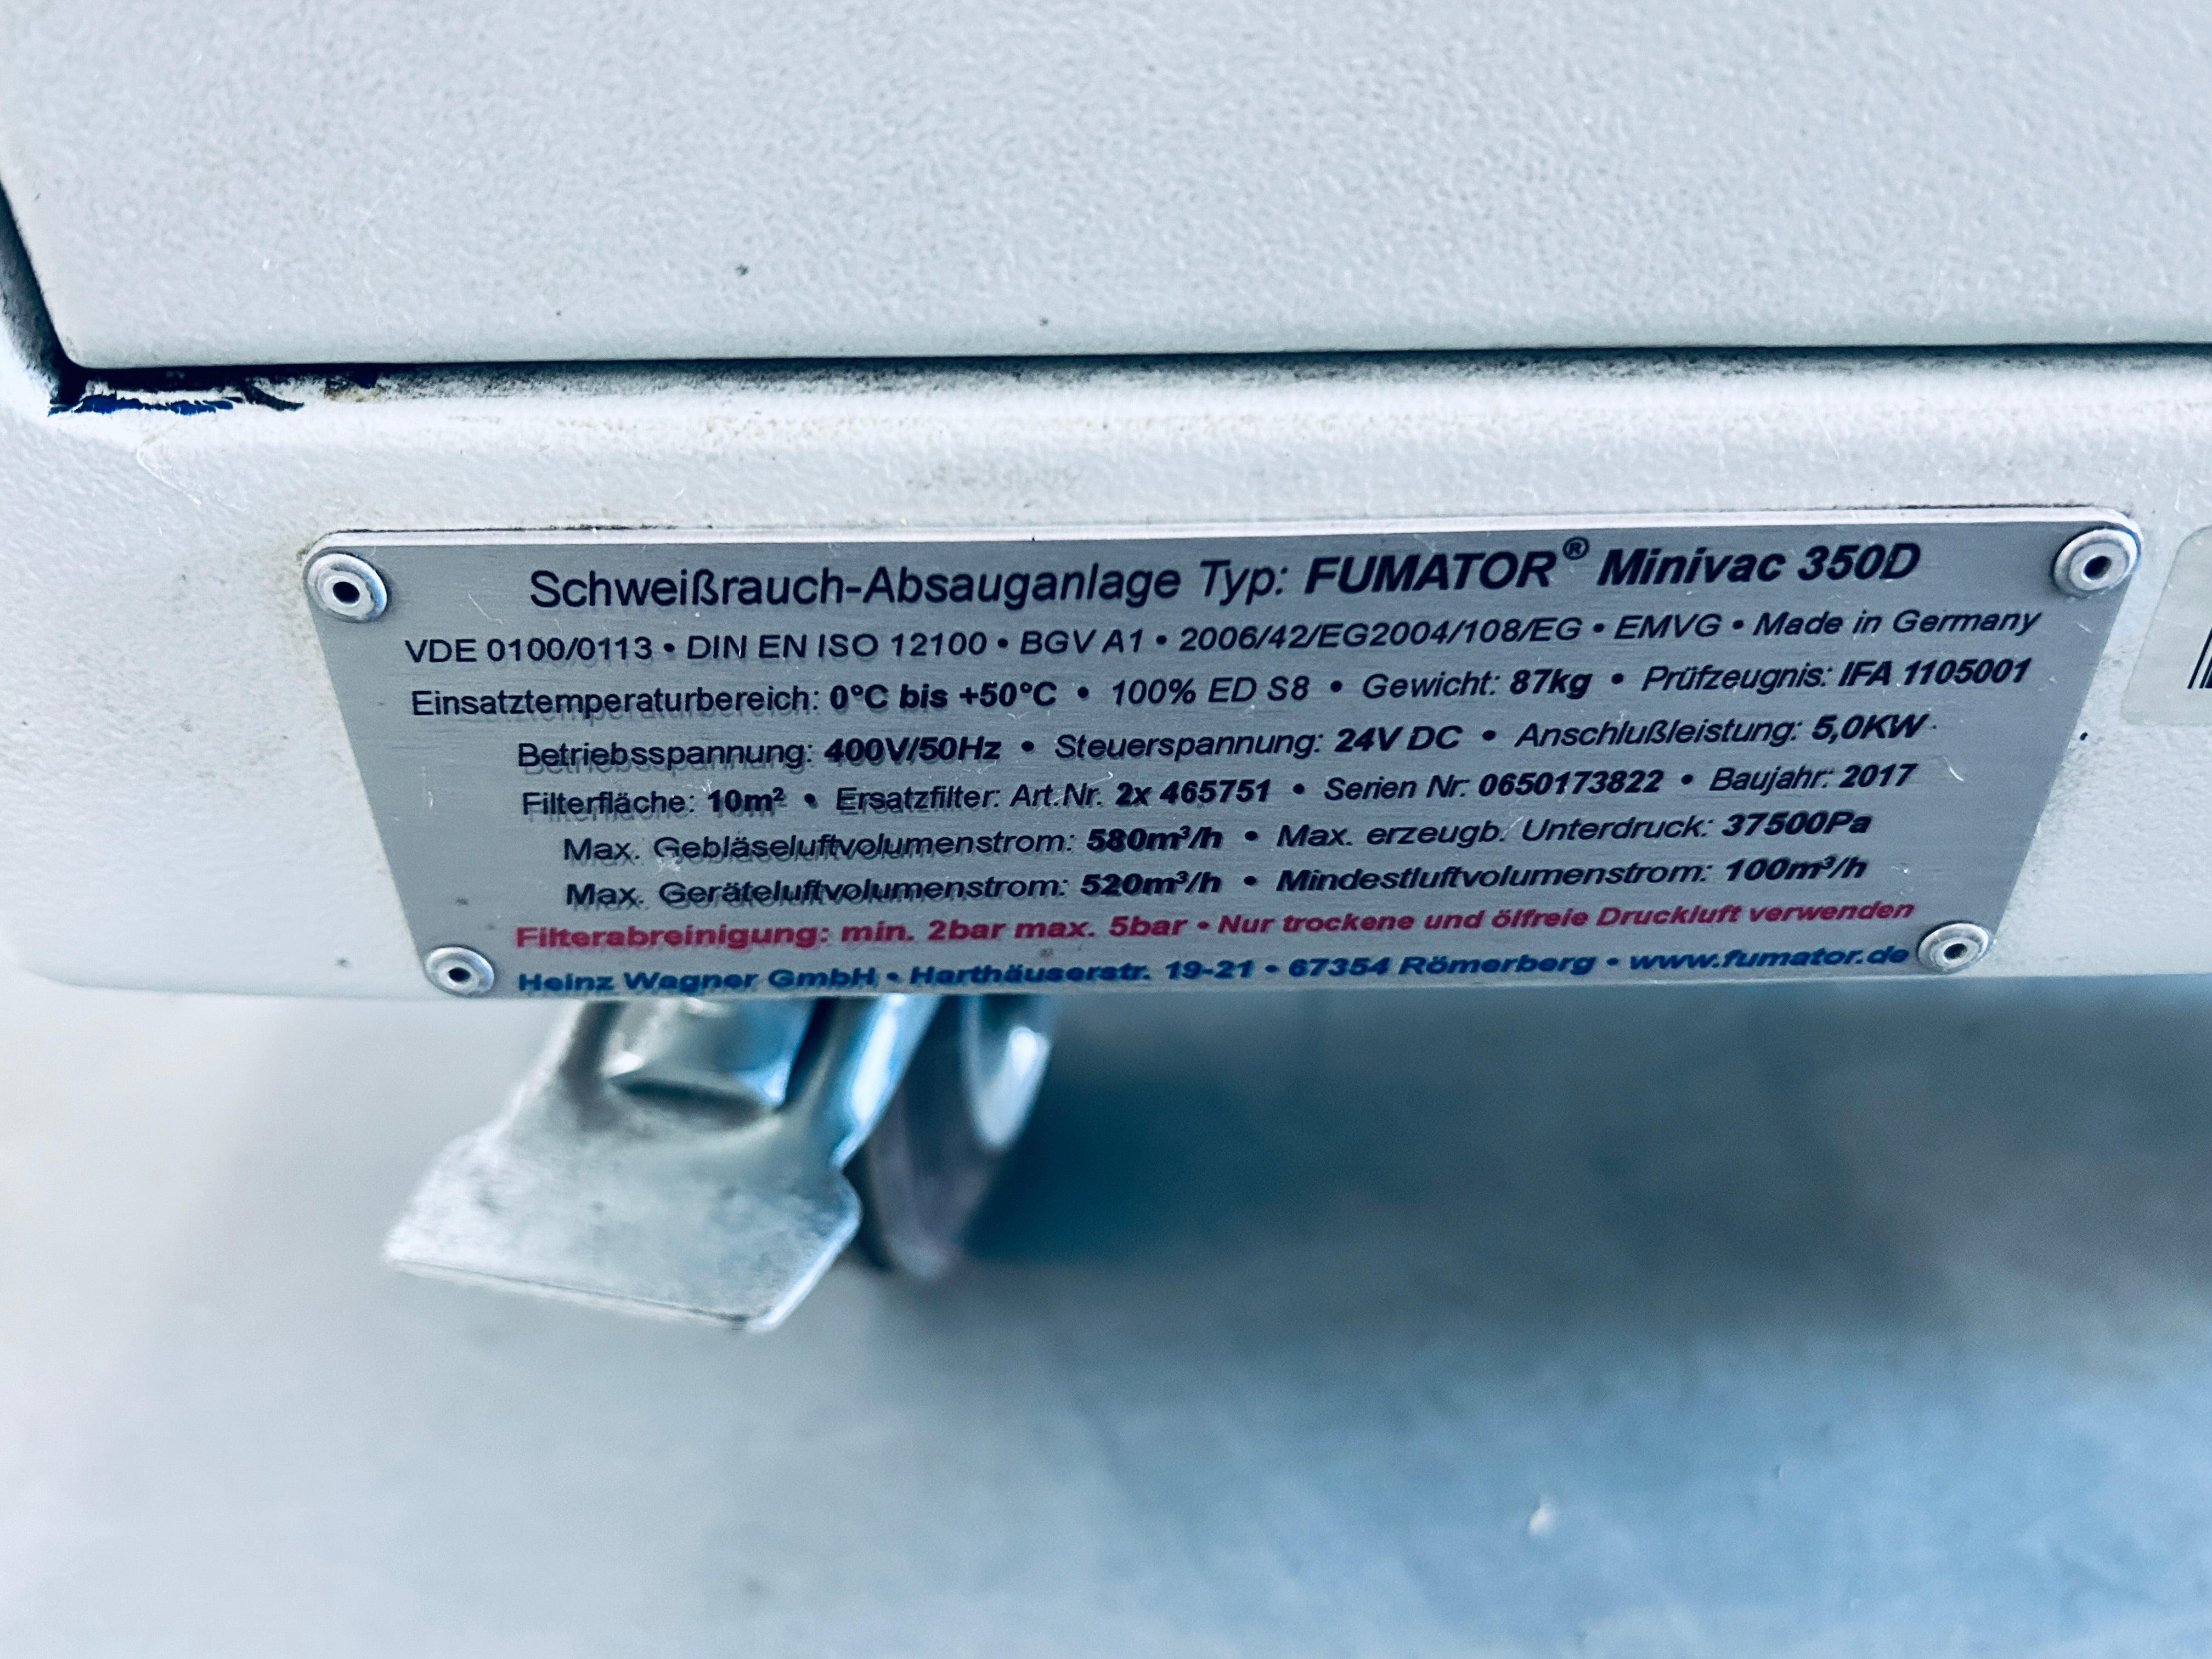 Schweißrauch-Absauganlage Typ: FUMATOR® Minivac 350D
VDE 0100/0113 • DIN EN ISO 12100 • BGV A1 • 2006/42/EG2004/108/EG • EMVG • Made in Germany
Einsatztemperaturbereich: 0°C bis +50°C • 100% ED S8 • Gewicht: 87kg • Prüfzeugnis: IFA 1105001
Betriebsspannung: 400V/50Hz • Steuerspannung: 24V DC • Anschlußleistung: 5,0KW
Filterfläche: 10m² • Ersatzfilter: Art.Nr. 2x 465751 • Serien Nr: 0650173822 • Baujahr: 2017
Max. Gebläseluftvolumenstrom: 580m³/h • Max. erzeugb. Unterdruck: 37500Pa
Max. Geräteluftvolumenstrom: 520m³/h • Mindestluftvolumenstrom: 100m³/h
Filterabreinigung: min. 2bar max. 5bar • Nur trockene und ölfreie Druckluft verwenden
Heinz Wagner GmbH • Harthäuserstr. 19-21 • 67354 Römerberg • www.fumator.de